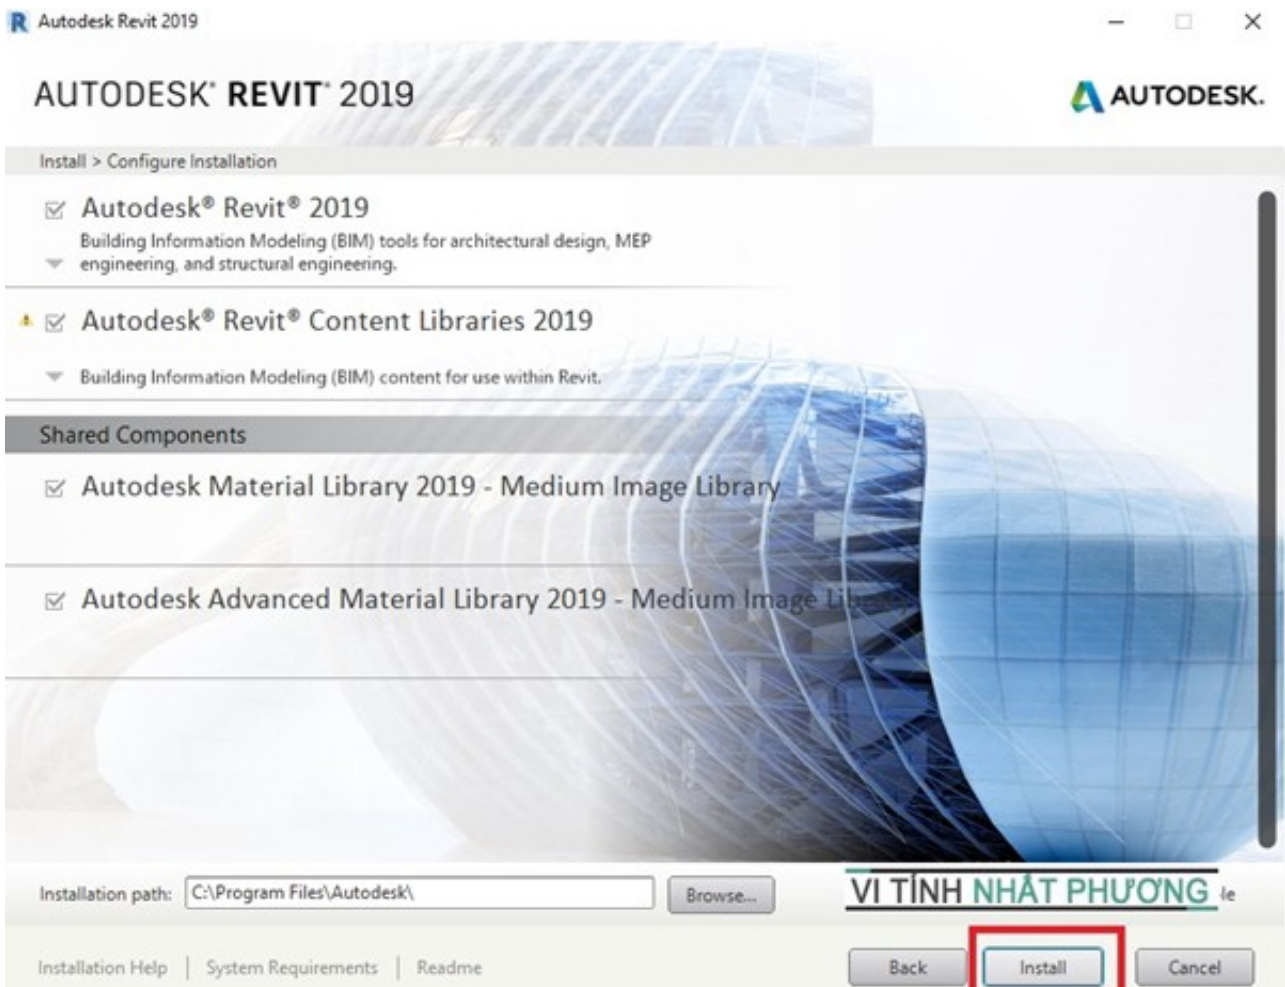 Autodesk Revit 2019
AUTODESK® REVIT® 2019
AUTODESK.
Install > Configure Installation
Autodesk® Revit® 2019
Building Information Modeling (BIM) tools for architectural design, MEP
engineering, and structural engineering.
Autodesk® Revit® Content Libraries 2019
Building Information Modeling (BIM) content for use within Revit.
Shared Components
Autodesk Material Library 2019 - Medium Image Library
Autodesk Advanced Material Library 2019 - Medium Image Library
Installation path: C:\Program Files\Autodesk\ Browse...
VI TÍNH NHẤT PHƯƠNG
Installation Help | System Requirements | Readme
Back Install Cancel